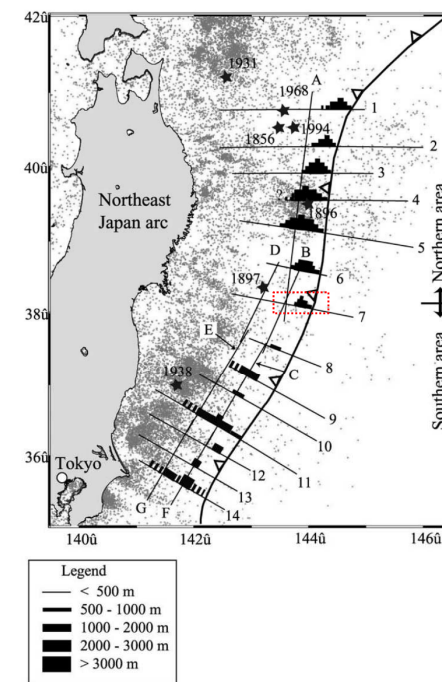 42û
40û
38û
36û
140û
142û
144û
146û
1931
1968
1856
1994
1896
1897
1938
A
B
C
D
E
F
G
1
2
3
4
5
6
7
8
9
10
11
12
13
14
?
Northeast
Japan arc
Tokyo
Northern area
Southern area
Legend
< 500 m
500 - 1000 m
1000 - 2000 m
2000 - 3000 m
> 3000 m